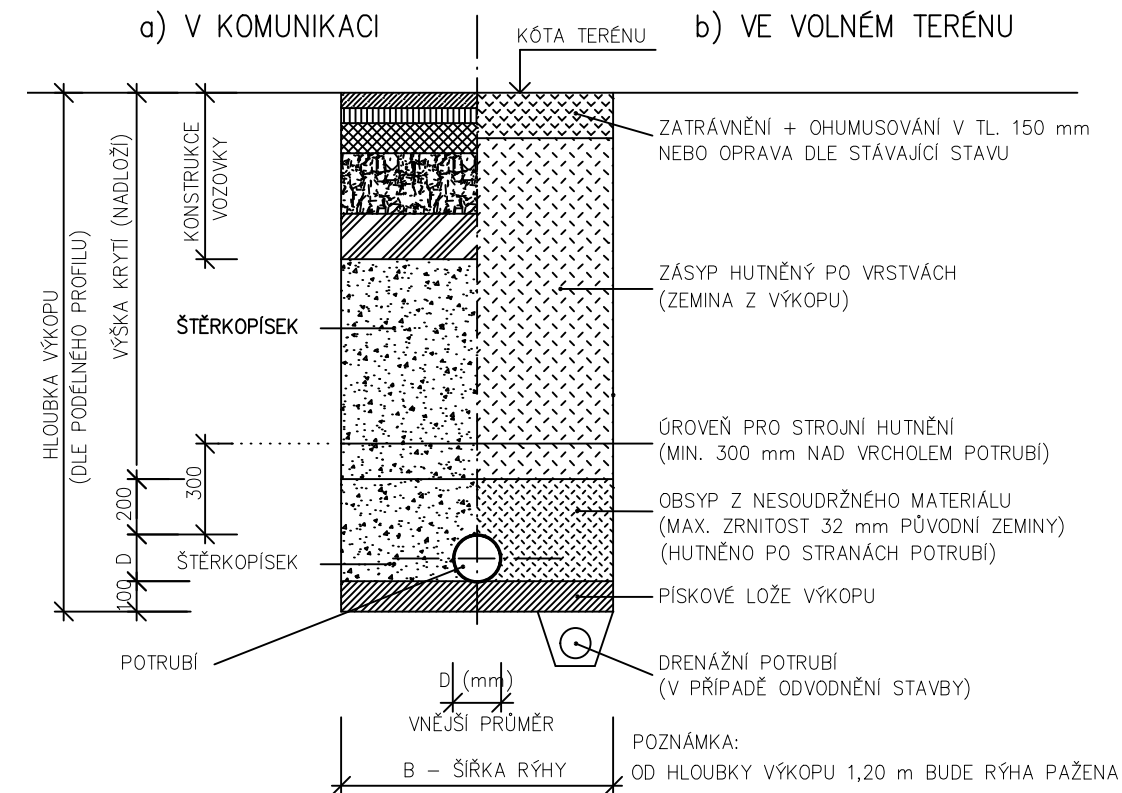 a) V KOMUNIKACI
KÓTA TERÉNU
b) VE VOLNÉM TERÉNU
ZATRÁVNĚNÍ + OHUMUSOVÁNÍ V TL. 150 mm
NEBO OPRAVA DLE STÁVAJÍCÍ STAVU
HLOUBKA VÝKOPU
(DLE PODÉLNÉHO PROFILU)
VÝŠKA KRYTÍ (NADLOŽÍ)
KONSTRUKCE
VOZOVKY
ZÁSYP HUTNĚNÝ PO VRSTVÁCH
(ZEMINA Z VÝKOPU)
ŠTĚRKOPÍSEK
ÚROVEŇ PRO STROJNÍ HUTNĚNÍ
(MIN. 300 mm NAD VRCHOLEM POTRUBÍ)
300
200
OBSYP Z NESOUDRŽNÉHO MATERIÁLU
(MAX. ZRNITOST 32 mm PŮVODNÍ ZEMINY)
(HUTNĚNO PO STRANÁCH POTRUBÍ)
D
ŠTĚRKOPÍSEK
100
PÍSKOVÉ LOŽE VÝKOPU
POTRUBÍ
DRENÁŽNÍ POTRUBÍ
(V PŘÍPADĚ ODVODNĚNÍ STAVBY)
D (mm)
VNĚJŠÍ PRŮMĚR
B – ŠÍŘKA RÝHY
POZNÁMKA:
OD HLOUBKY VÝKOPU 1,20 m BUDE RÝHA PAŽENA